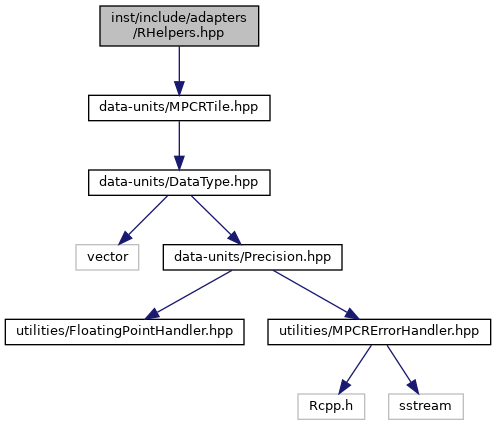 inst/include/adapters
/RHelpers.hpp
data-units/MPCRTile.hpp
data-units/DataType.hpp
vector
data-units/Precision.hpp
utilities/FloatingPointHandler.hpp
utilities/MPCRErrorHandler.hpp
Rcpp.h
sstream